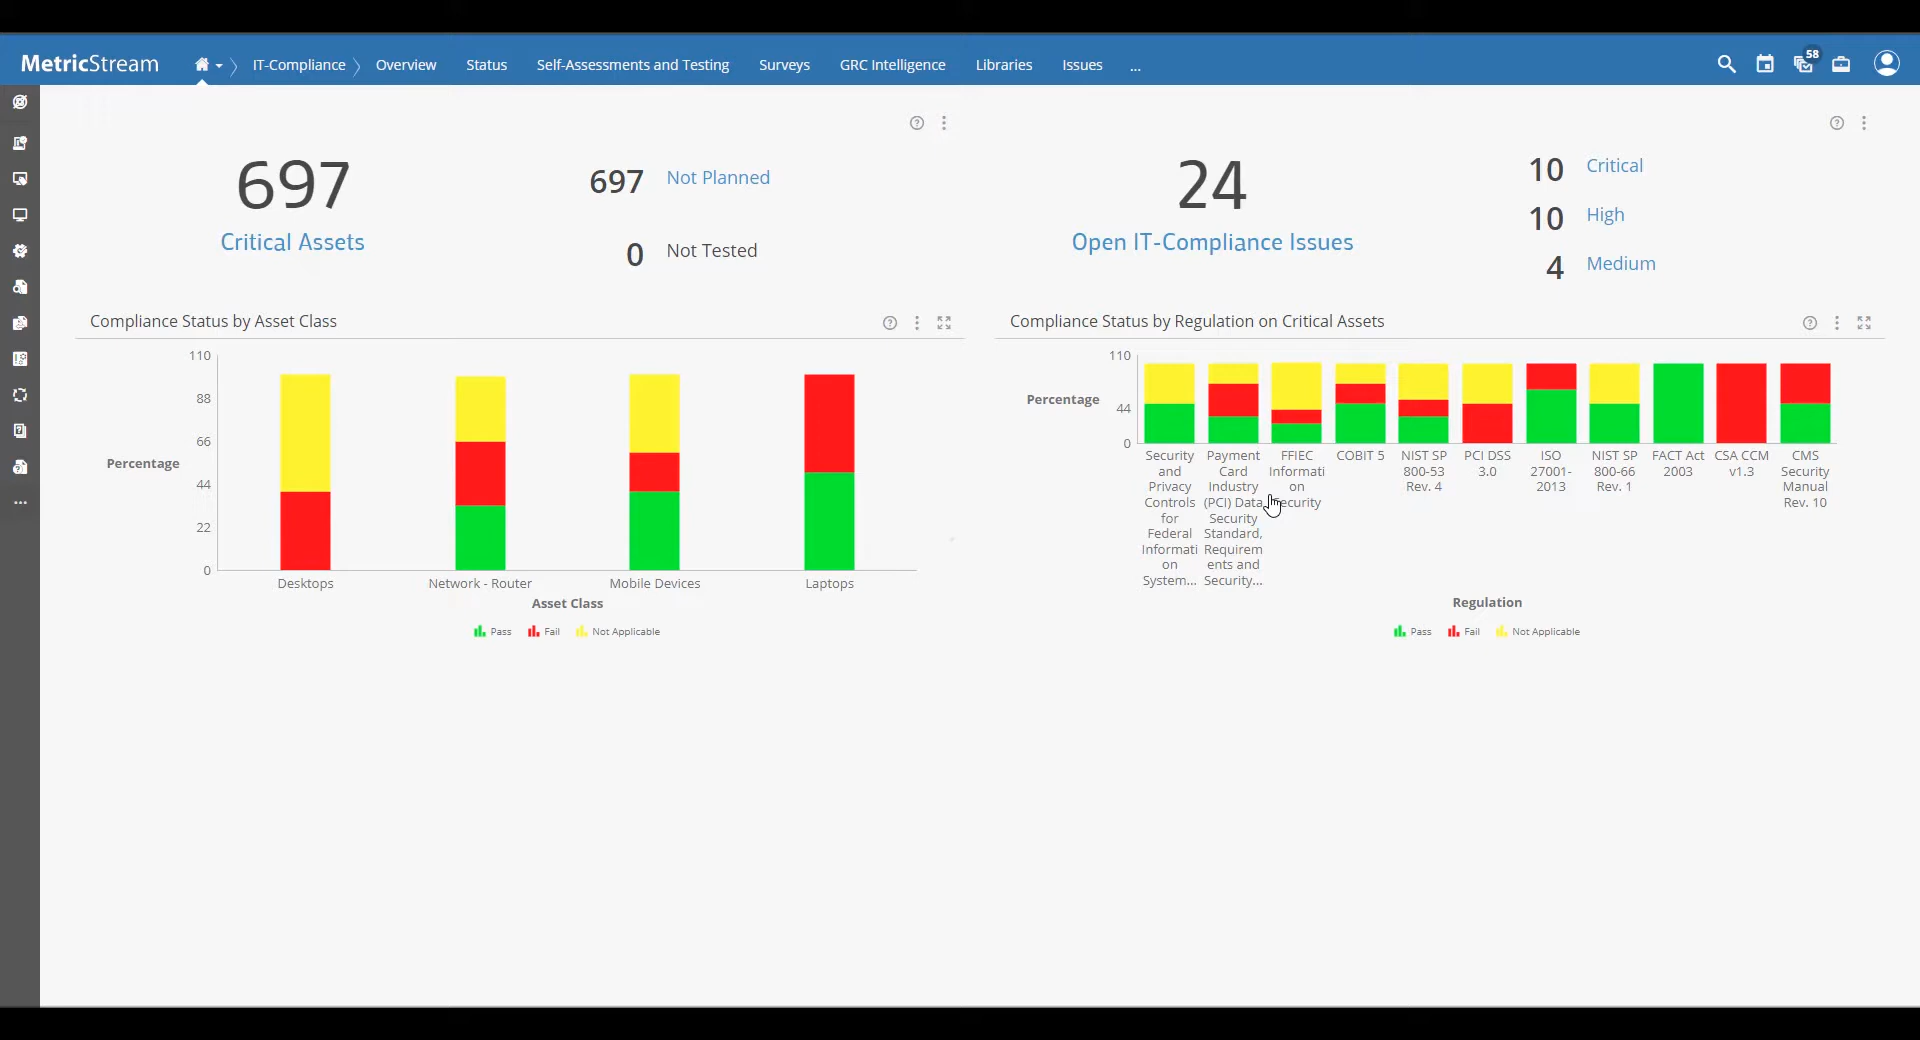 MetricStream
IT-Compliance
Overview
Status
Self-Assessments and Testing
Surveys
GRC Intelligence
Libraries
Issues
...
58
697
Critical Assets
697 Not Planned
0 Not Tested
24
Open IT-Compliance Issues
10 Critical
10 High
4 Medium
Compliance Status by Asset Class
110
88
66
44
22
0
Percentage
Desktops
Network - Router
Mobile Devices
Laptops
Asset Class
Pass
Fail
Not Applicable
Compliance Status by Regulation on Critical Assets
110
44
0
Percentage
Security
and
Privacy
Controls
for
Federal
Informati
on
System...
Payment
Card
Industry
(PCI) Data
Security
Standard,
Requirem
ents and
Security...
FFIEC
Informati
on
Security
COBIT 5
NIST SP
800-53
Rev. 4
PCI DSS
3.0
ISO
27001-
2013
NIST SP
800-66
Rev. 1
FACT Act
2003
CSA CCM
v1.3
CMS
Security
Manual
Rev. 10
Regulation
Pass
Fail
Not Applicable